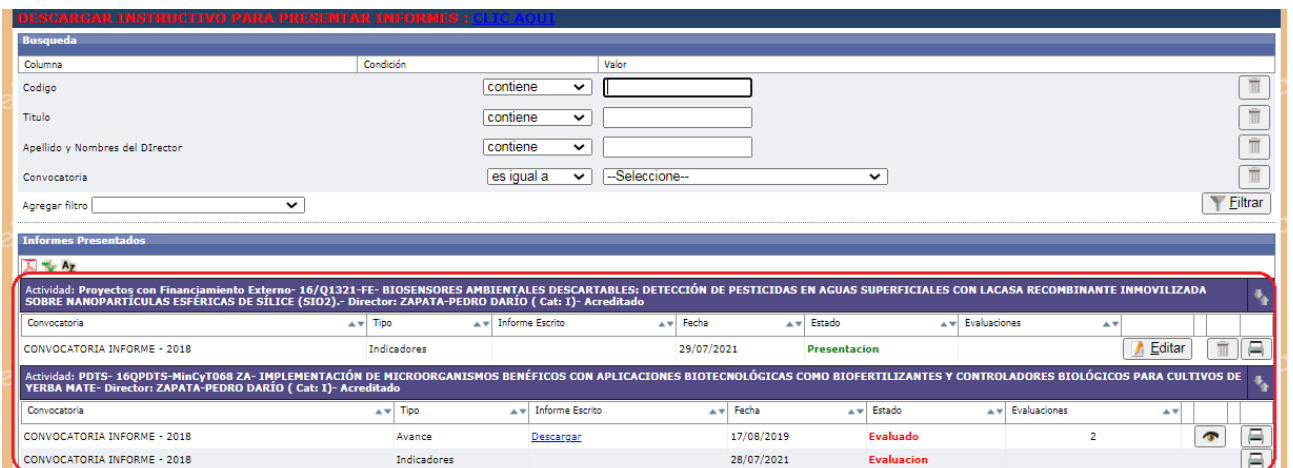 DESCARGAR INSTRUCTIVO PARA PRESENTAR INFORMES : CLIC AQUI
Busqueda
Columna Condición Valor
Codigo contiene
Titulo contiene
Apellido y Nombres del DIrector contiene
Convocatoria es igual a --Seleccione--
Agregar filtro Filtrar
Informes Presentados
Actividad: Proyectos con Financiamiento Externo- 16/Q1321-FE- BIOSENSORES AMBIENTALES DESCARTABLES: DETECCIÓN DE PESTICIDAS EN AGUAS SUPERFICIALES CON LACASA RECOMBINANTE INMOVILIZADA
SOBRE NANOPARTÍCULAS ESFÉRICAS DE SÍLICE (SIO2).- Director: ZAPATA-PEDRO DARÍO ( Cat: I)- Acreditado
Convocatoria Tipo Informe Escrito Fecha Estado Evaluaciones
CONVOCATORIA INFORME - 2018 Indicadores 29/07/2021 Presentacion Editar
Actividad: PDTS- 16QPDTS-MinCyT068 ZA- IMPLEMENTACIÓN DE MICROORGANISMOS BENÉFICOS CON APLICACIONES BIOTECNOLÓGICAS COMO BIOFERTILIZANTES Y CONTROLADORES BIOLÓGICOS PARA CULTIVOS DE
YERBA MATE- Director: ZAPATA-PEDRO DARÍO ( Cat: I)- Acreditado
Convocatoria Tipo Informe Escrito Fecha Estado Evaluaciones
CONVOCATORIA INFORME - 2018 Avance Descargar 17/08/2019 Evaluado 2
CONVOCATORIA INFORME - 2018 Indicadores 28/07/2021 Evaluacion